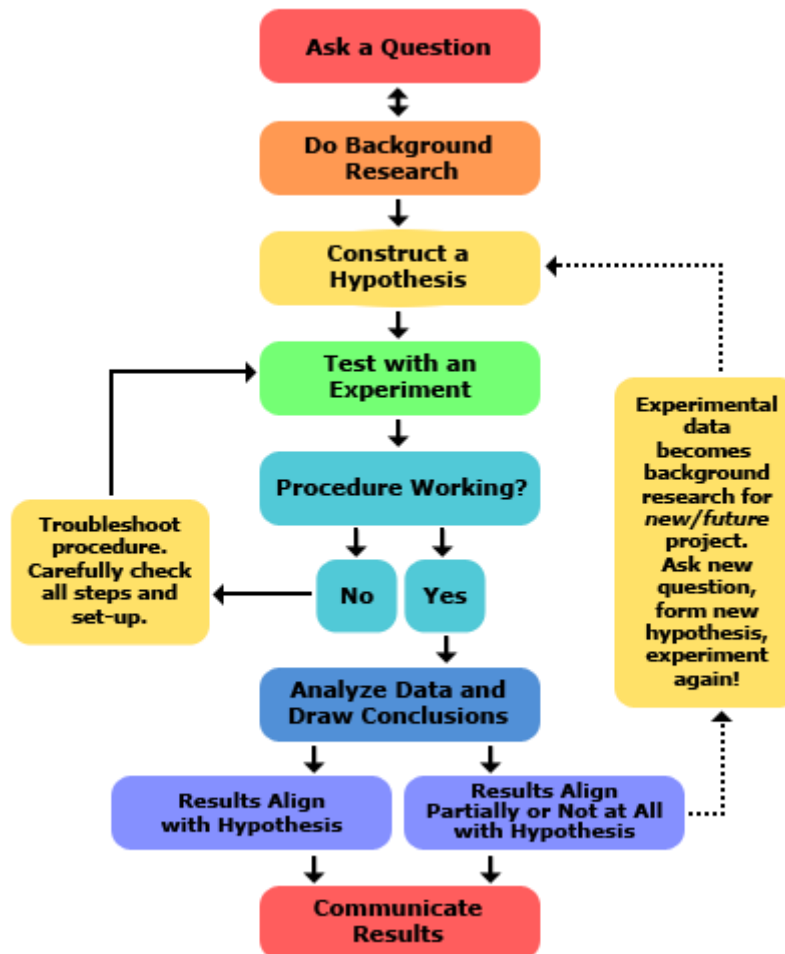 Ask a Question
Do Background
Research
Construct a
Hypothesis
Test with an
Experiment
Procedure Working?
No
Yes
Troubleshoot
procedure.
Carefully check
all steps and
set-up.
Analyze Data and
Draw Conclusions
Results Align
with Hypothesis
Results Align
Partially or Not at All
with Hypothesis
Experimental
data
becomes
background
research for
new/future
project.
Ask new
question,
form new
hypothesis,
experiment
again!
Communicate
Results